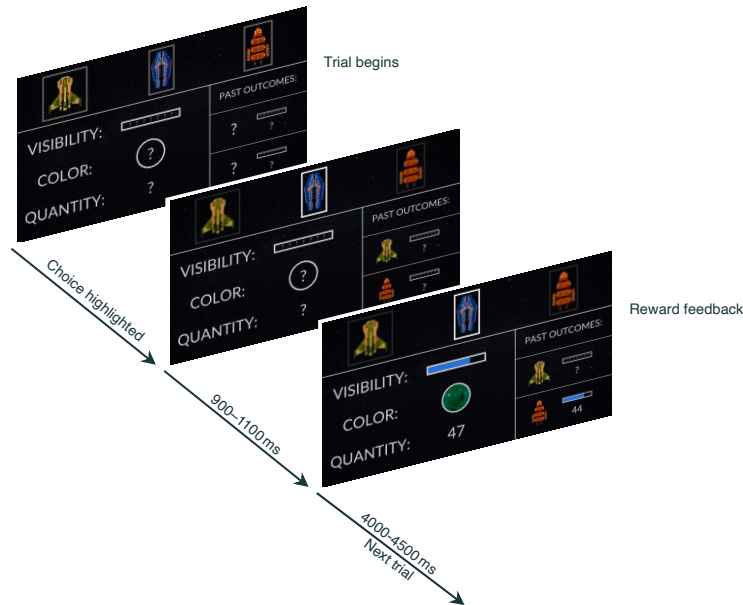 Trial begins
PAST OUTCOMES:
VISIBILITY:
? ?
COLOR: ?
? ?
QUANTITY: ?
Choice highlighted
PAST OUTCOMES:
VISIBILITY:
?
COLOR: ?
?
QUANTITY: ?
900–1100 ms
Reward feedback
PAST OUTCOMES:
VISIBILITY:
?
COLOR:
44
QUANTITY: 47
4000-4500 ms
Next trial